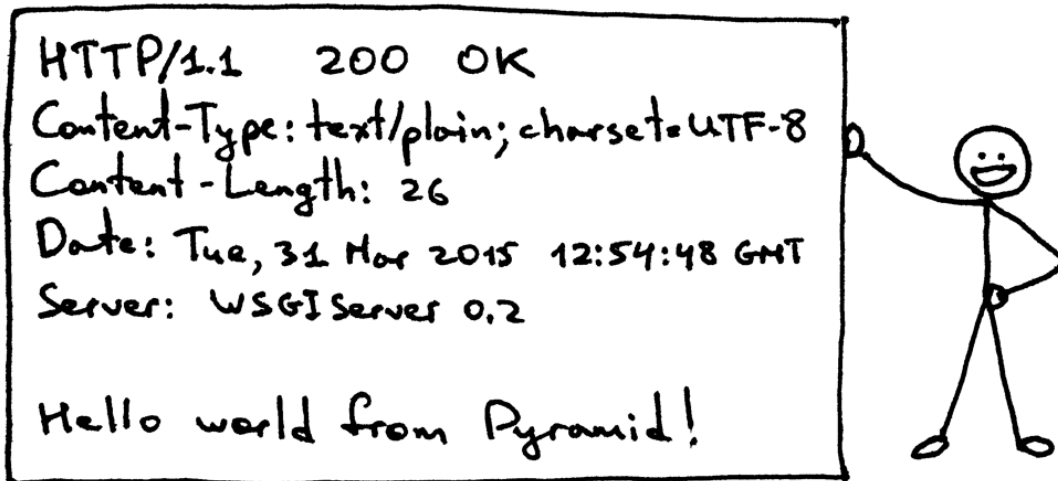 HTTP/1.1 200 OK
Content-Type: text/plain; charset=UTF-8
Content-Length: 26
Date: Tue, 31 Mar 2015 12:54:48 GMT
Server: WSGIServer 0.2
Hello world from Pyramid!